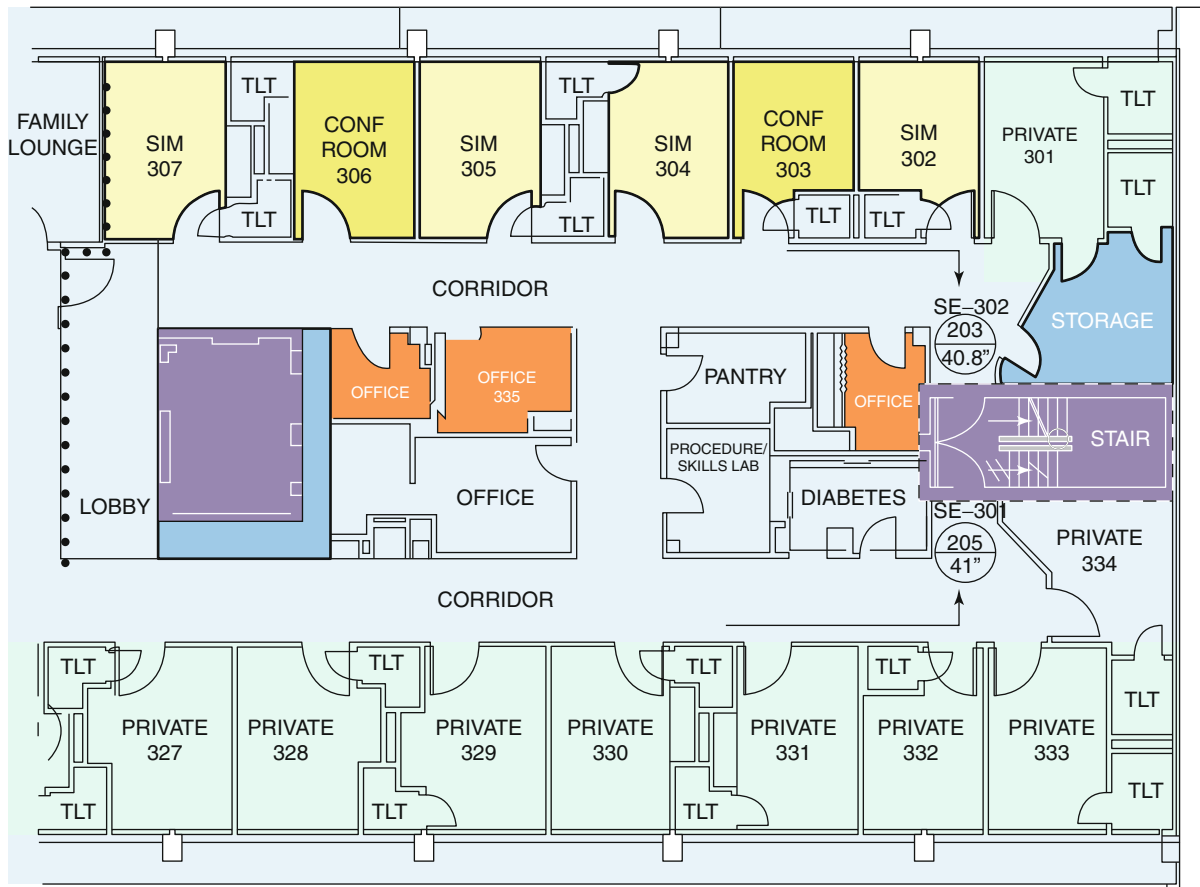 TLT
TLT
TLT
FAMILY
LOUNGE
SIM
307
CONF
ROOM
306
SIM
305
SIM
304
CONF
ROOM
303
SIM
302
PRIVATE
301
TLT
TLT
TLT
TLT
TLT
CORRIDOR
SE–302
203
40.8”
STORAGE
OFFICE
OFFICE
335
PANTRY
OFFICE
STAIR
PROCEDURE/
SKILLS LAB
LOBBY
OFFICE
DIABETES
SE–301
205
41”
PRIVATE
334
CORRIDOR
TLT
TLT
TLT
TLT
TLT
PRIVATE
327
PRIVATE
328
PRIVATE
329
PRIVATE
330
PRIVATE
331
PRIVATE
332
PRIVATE
333
TLT
TLT
TLT
TLT